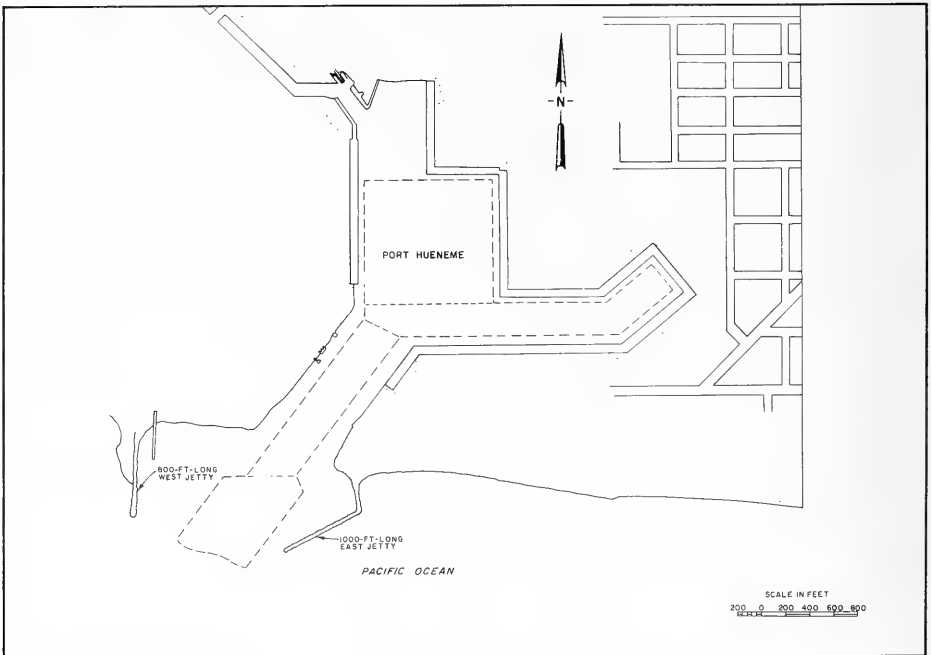 -N-
PORT HUENEME
800-FT-LONG
WEST JETTY
1000-FT-LONG
EAST JETTY
PACIFIC OCEAN
SCALE IN FEET
200 0 200 400 600 800